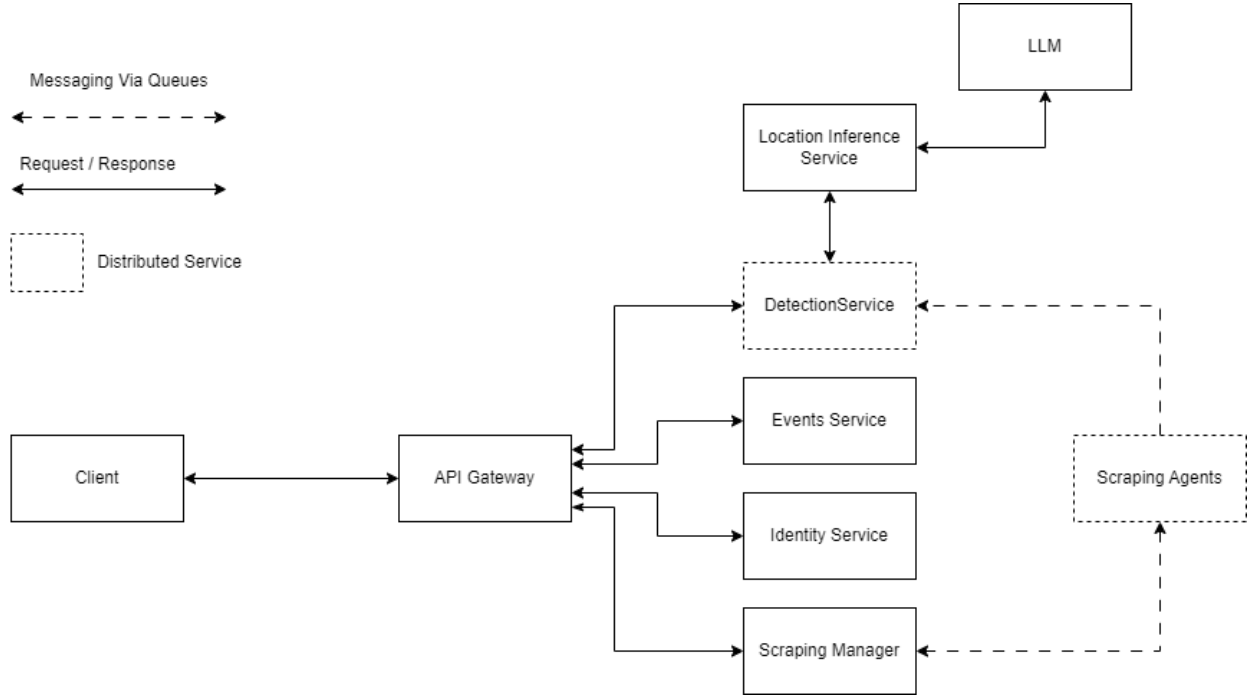 LLM
Messaging Via Queues
Location Inference
Service
Request / Response
Distributed Service
DetectionService
Events Service
Client
API Gateway
Scraping Agents
Identity Service
Scraping Manager